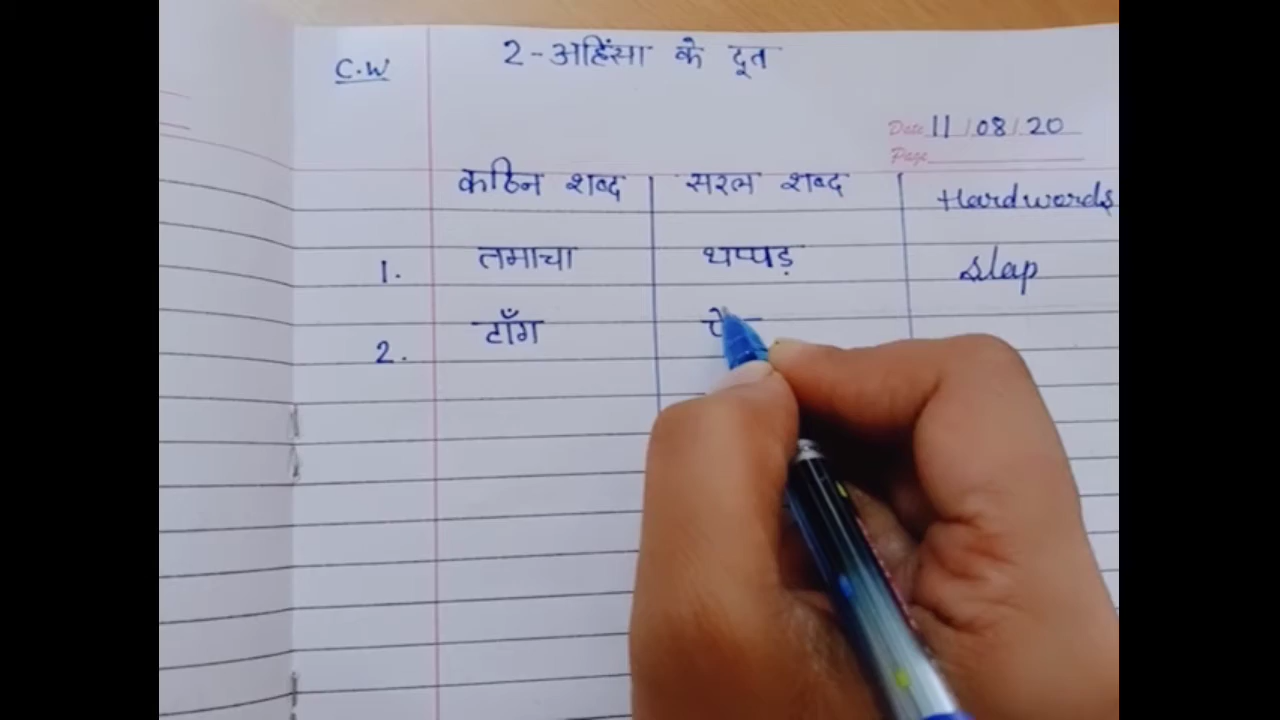 C.W
2-अहिंसा के दूत
Date 11/08/20
Page
कठिन शब्द सरल शब्द Hardwords
1. तमाचा थप्पड़ slap
2. टाँग